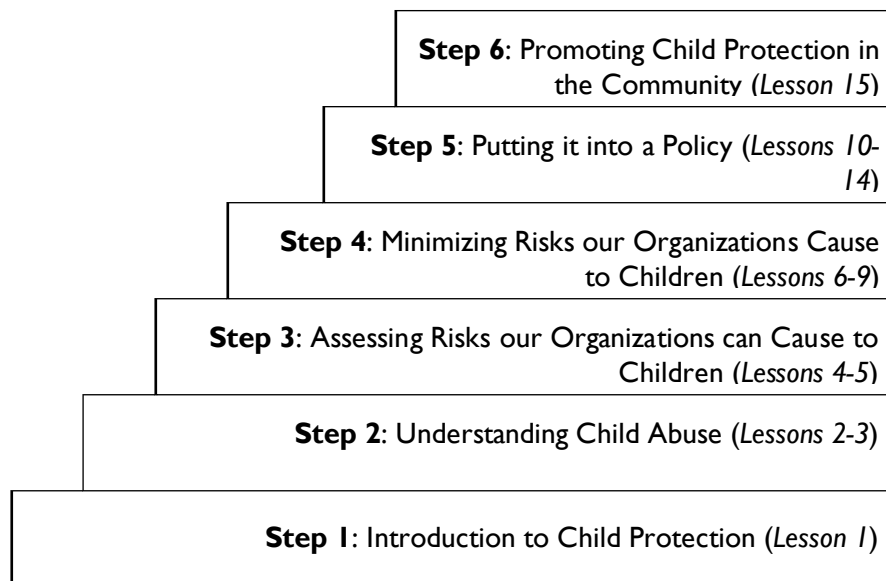 Step 6: Promoting Child Protection in
the Community (Lesson 15)
Step 5: Putting it into a Policy (Lessons 10-
14)
Step 4: Minimizing Risks our Organizations Cause
to Children (Lessons 6-9)
Step 3: Assessing Risks our Organizations can Cause to
Children (Lessons 4-5)
Step 2: Understanding Child Abuse (Lessons 2-3)
Step 1: Introduction to Child Protection (Lesson 1)